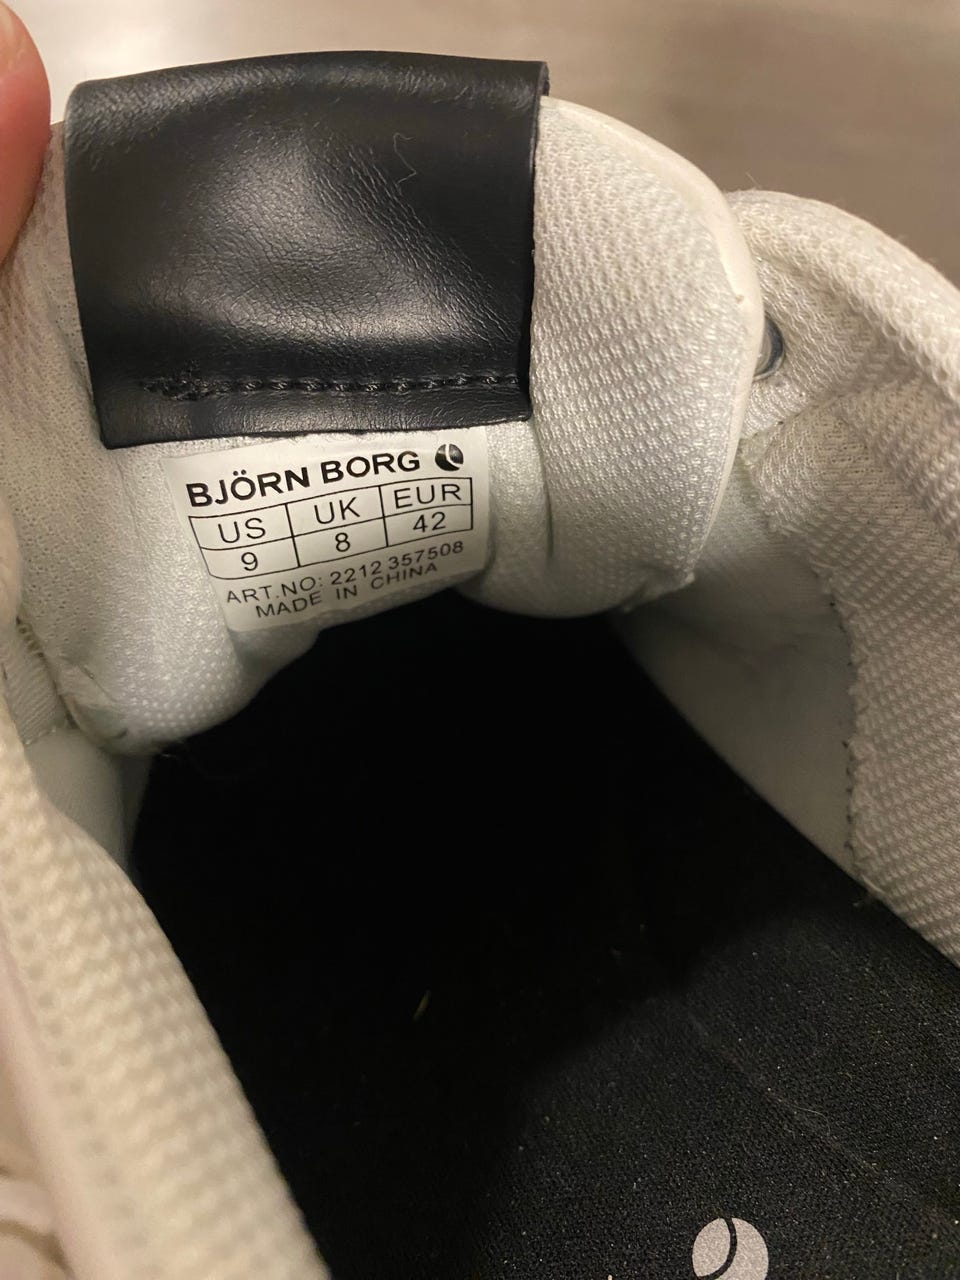 BJÖRN BORG
US UK EUR
9 8 42
ART.NO: 2212 357508
MADE IN CHINA